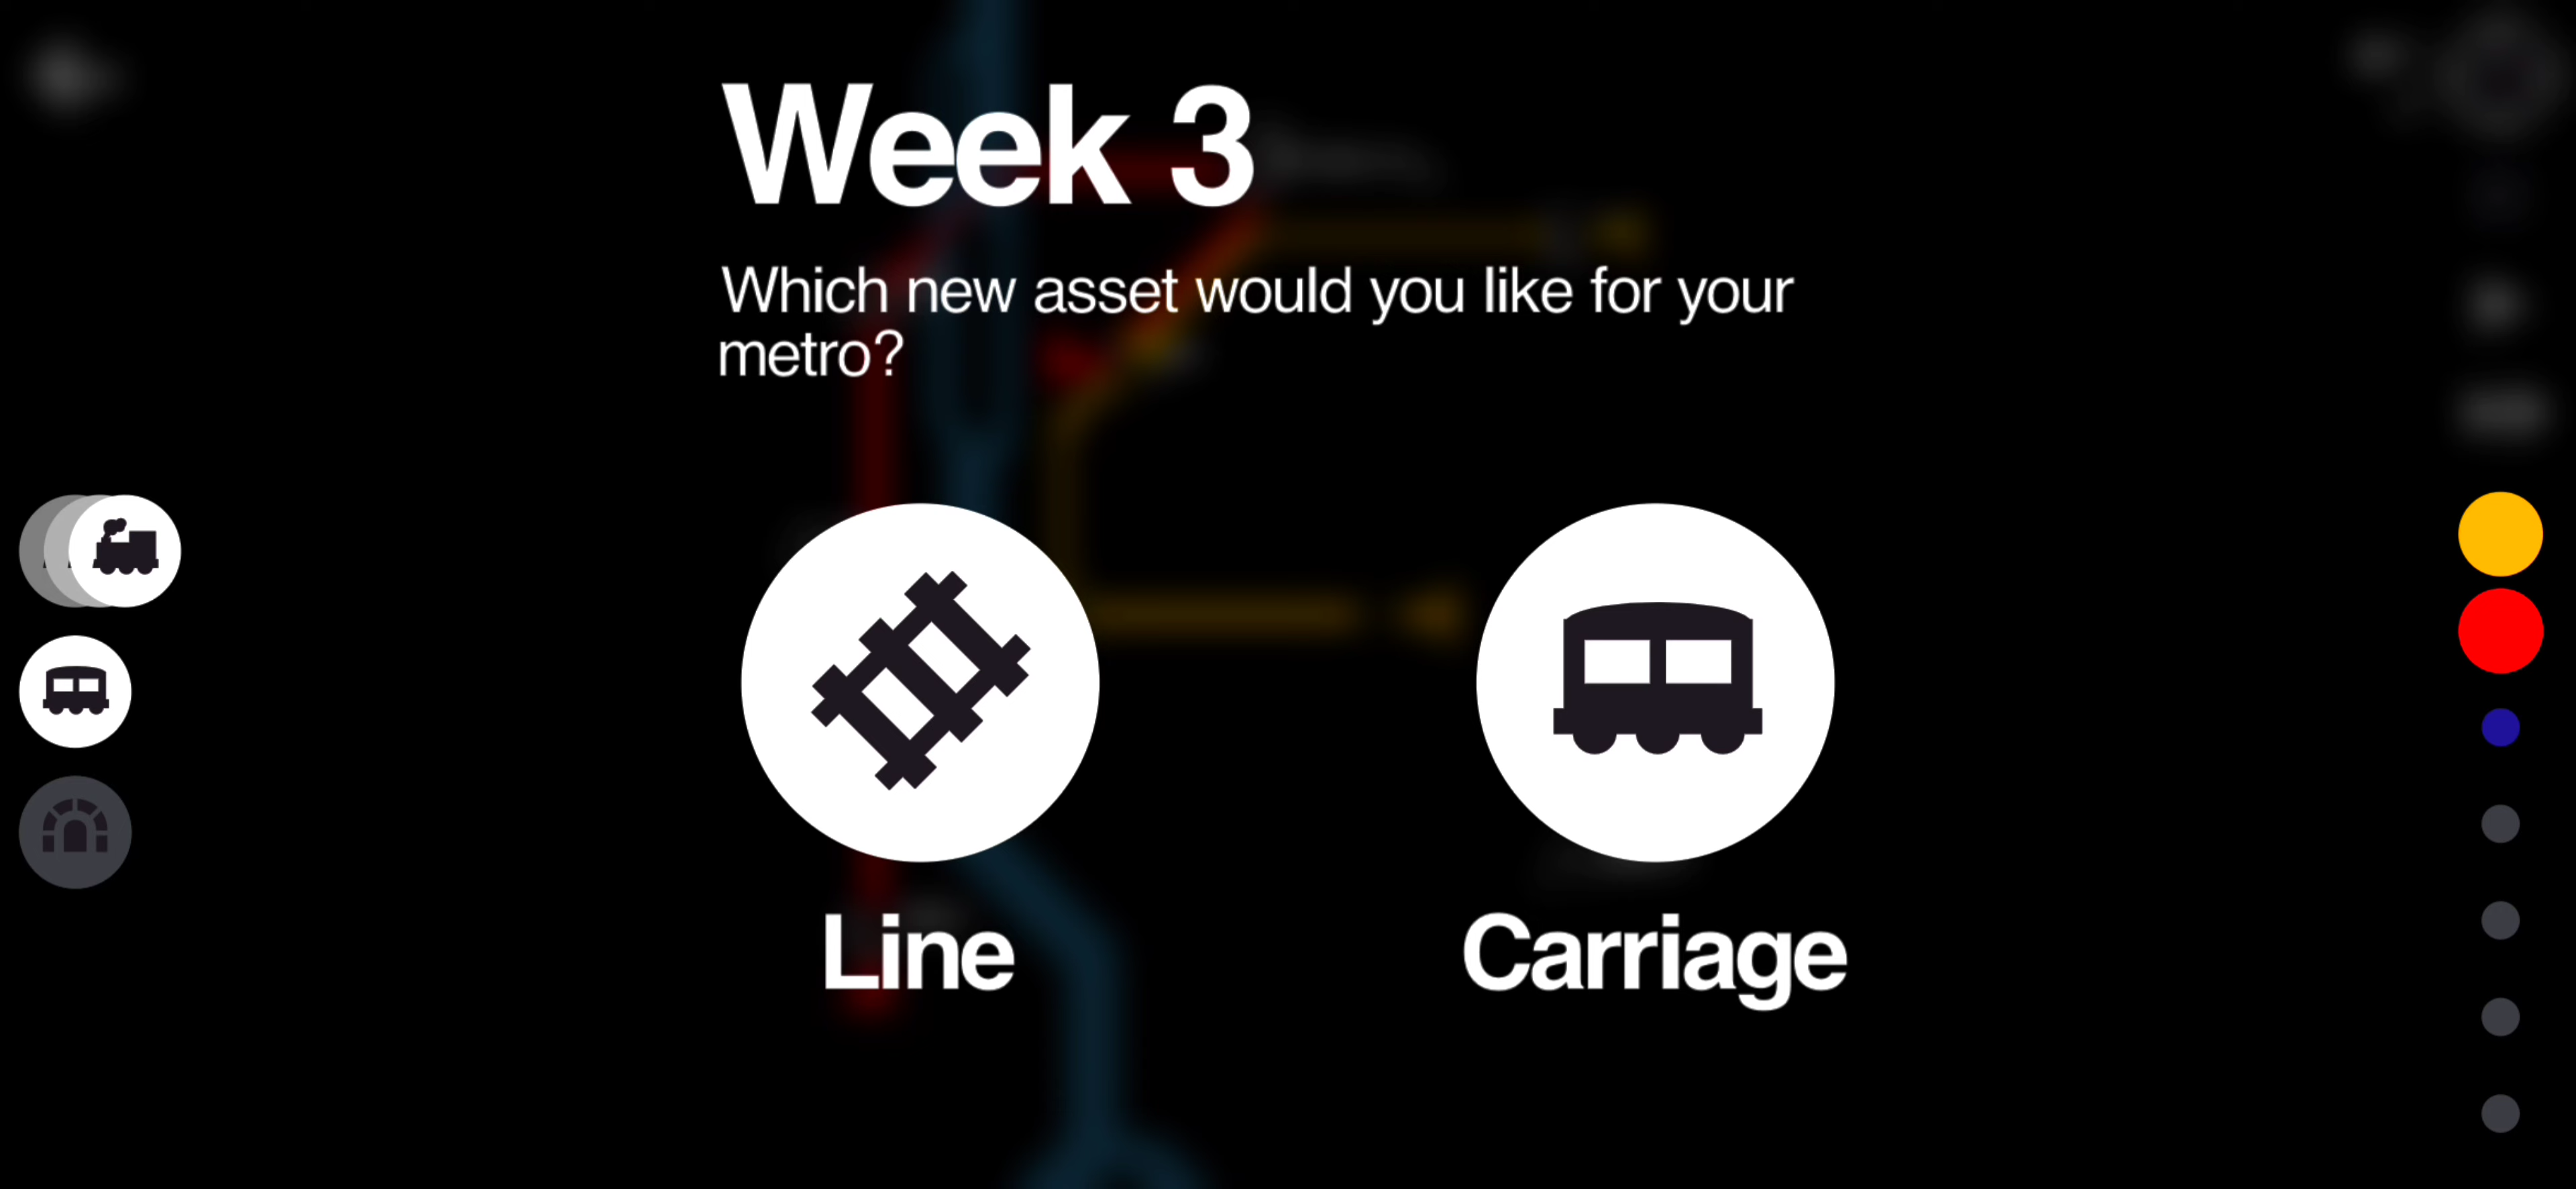 Week 3
Which new asset would you like for your
metro?
Line
Carriage